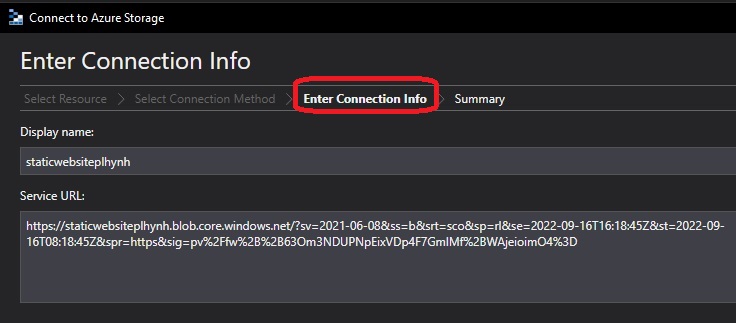 Connect to Azure Storage
Enter Connection Info
Select Resource > Select Connection Method > Enter Connection Info > Summary
Display name:
staticwebsiteplhynh
Service URL:
https://staticwebsiteplhynh.blob.core.windows.net/?sv=2021-06-08&ss=b&srt=sco&sp=rl&se=2022-09-16T16:18:45Z&st=2022-09-
16T08:18:45Z&spr=https&sig=pv%2Ffw%2B%2B63Om3NDUPNpEixVDp4F7GmIMf%2BWAjeioimO4%3D